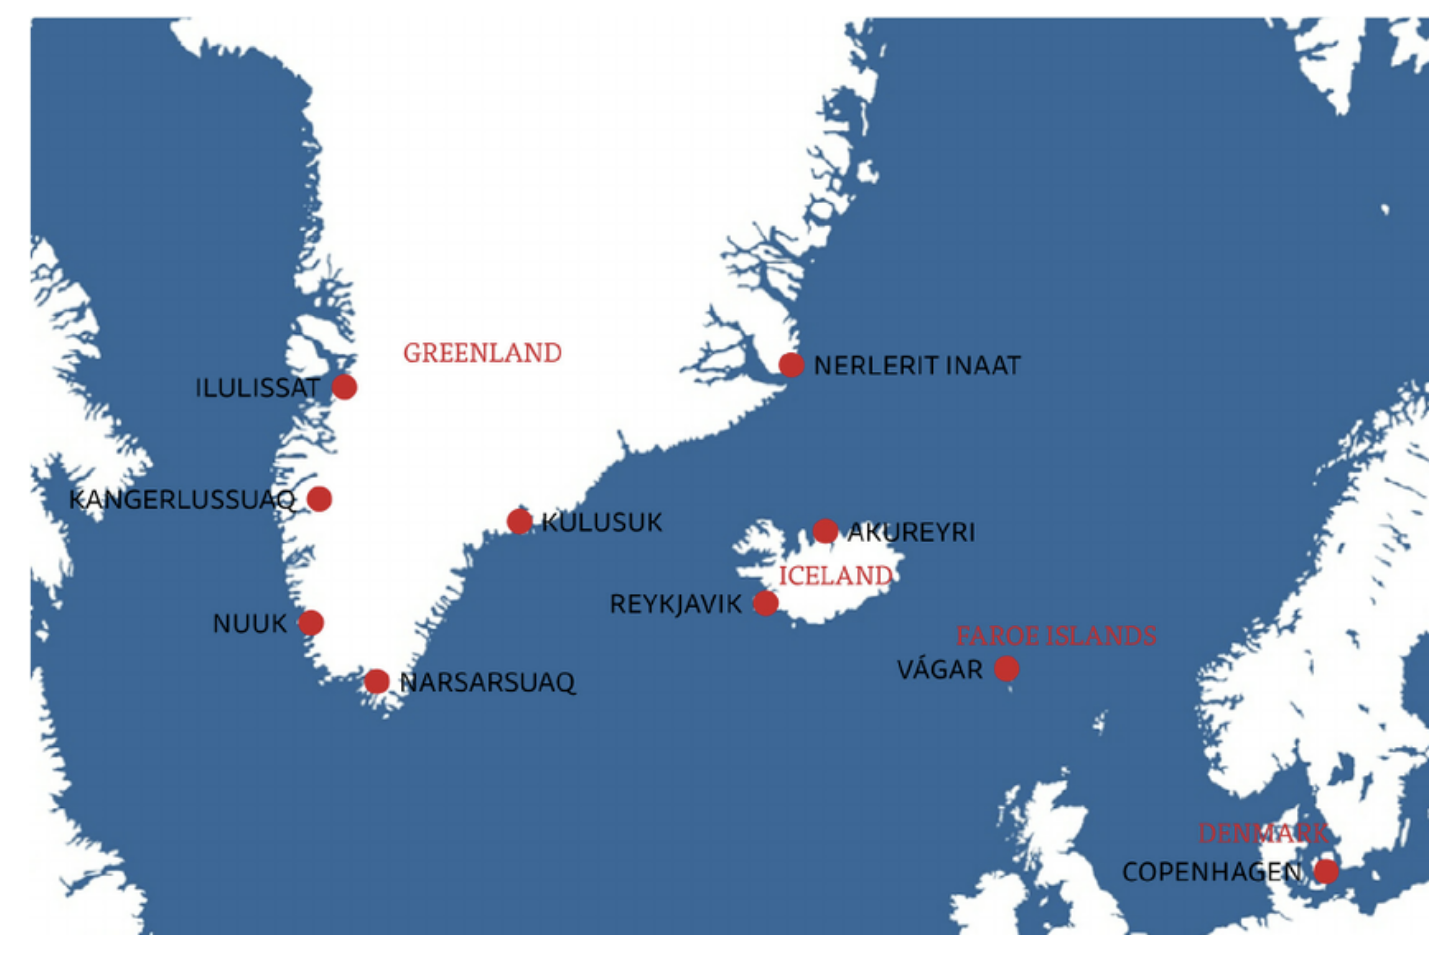 GREENLAND
NERLERIT INAAT
ILULISSAT
KANGERLUSSUAQ
KULUSUK
AKUREYRI
ICELAND
REYKJAVIK
NUUK
FAROE ISLANDS
VÁGAR
NARSARSUAQ
DENMARK
COPENHAGEN